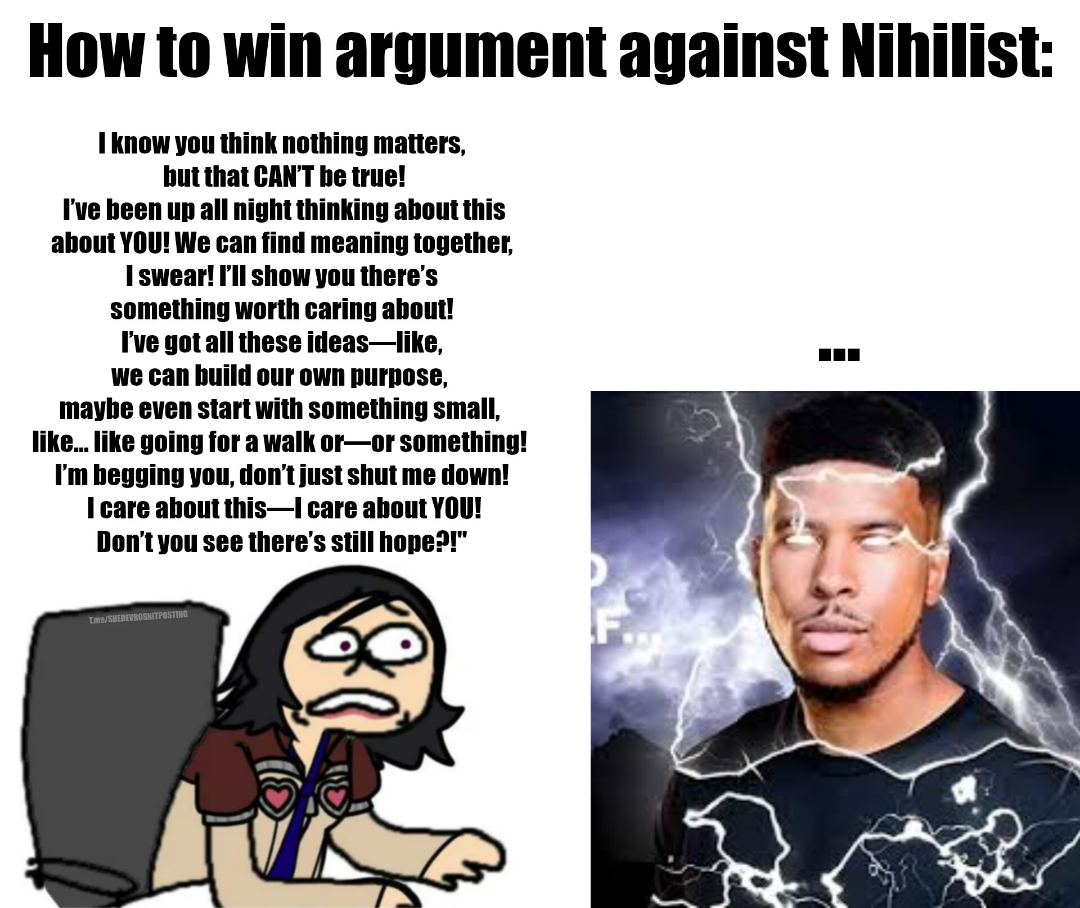 How to win argument against Nihilist:
I know you think nothing matters,
but that CAN’T be true!
I’ve been up all night thinking about this
about YOU! We can find meaning together,
I swear! I’ll show you there’s
something worth caring about!
I’ve got all these ideas—like,
we can build our own purpose,
maybe even start with something small,
like... like going for a walk or—or something!
I’m begging you, don’t just shut me down!
I care about this—I care about YOU!
Don’t you see there’s still hope?!"
...
T.me/SHEDEVROSHITPOSTING
F...